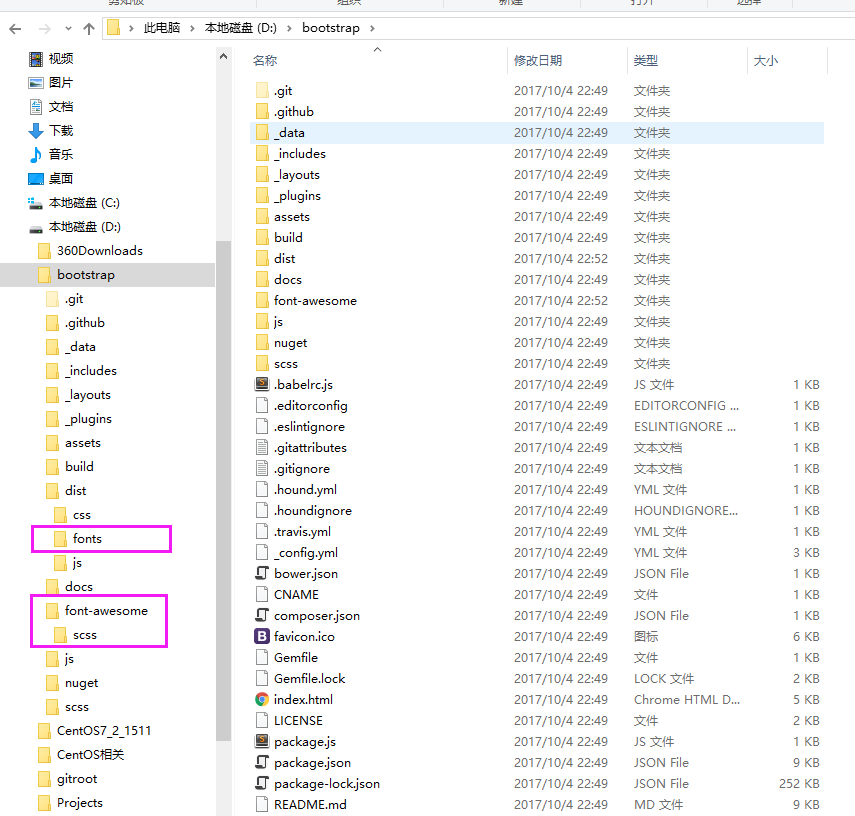 剪贴板 组织 新建 打开 选择
此电脑 本地磁盘 (D:) bootstrap
视频
图片
文档
下载
音乐
桌面
本地磁盘 (C:)
本地磁盘 (D:)
360Downloads
bootstrap
.git
.github
_data
_includes
_layouts
_plugins
assets
build
dist
css
fonts
js
docs
font-awesome
scss
js
nuget
scss
CentOS7_2_1511
CentOS相关
gitroot
Projects
名称 修改日期 类型 大小
.git 2017/10/4 22:49 文件夹
.github 2017/10/4 22:49 文件夹
_data 2017/10/4 22:49 文件夹
_includes 2017/10/4 22:49 文件夹
_layouts 2017/10/4 22:49 文件夹
_plugins 2017/10/4 22:49 文件夹
assets 2017/10/4 22:49 文件夹
build 2017/10/4 22:49 文件夹
dist 2017/10/4 22:52 文件夹
docs 2017/10/4 22:49 文件夹
font-awesome 2017/10/4 22:52 文件夹
js 2017/10/4 22:49 文件夹
nuget 2017/10/4 22:49 文件夹
scss 2017/10/4 22:49 文件夹
.babelrc.js 2017/10/4 22:49 JS 文件 1 KB
.editorconfig 2017/10/4 22:49 EDITORCONFIG ... 1 KB
.eslintignore 2017/10/4 22:49 ESLINTIGNORE ... 1 KB
.gitattributes 2017/10/4 22:49 文本文档 1 KB
.gitignore 2017/10/4 22:49 文本文档 1 KB
.hound.yml 2017/10/4 22:49 YML 文件 1 KB
.houndignore 2017/10/4 22:49 HOUNDIGNORE... 1 KB
.travis.yml 2017/10/4 22:49 YML 文件 1 KB
_config.yml 2017/10/4 22:49 YML 文件 3 KB
bower.json 2017/10/4 22:49 JSON File 1 KB
CNAME 2017/10/4 22:49 文件 1 KB
composer.json 2017/10/4 22:49 JSON File 1 KB
favicon.ico 2017/10/4 22:49 图标 6 KB
Gemfile 2017/10/4 22:49 文件 1 KB
Gemfile.lock 2017/10/4 22:49 LOCK 文件 2 KB
index.html 2017/10/4 22:49 Chrome HTML D... 5 KB
LICENSE 2017/10/4 22:49 文件 2 KB
package.js 2017/10/4 22:49 JS 文件 1 KB
package.json 2017/10/4 22:49 JSON File 9 KB
package-lock.json 2017/10/4 22:49 JSON File 252 KB
README.md 2017/10/4 22:49 MD 文件 9 KB